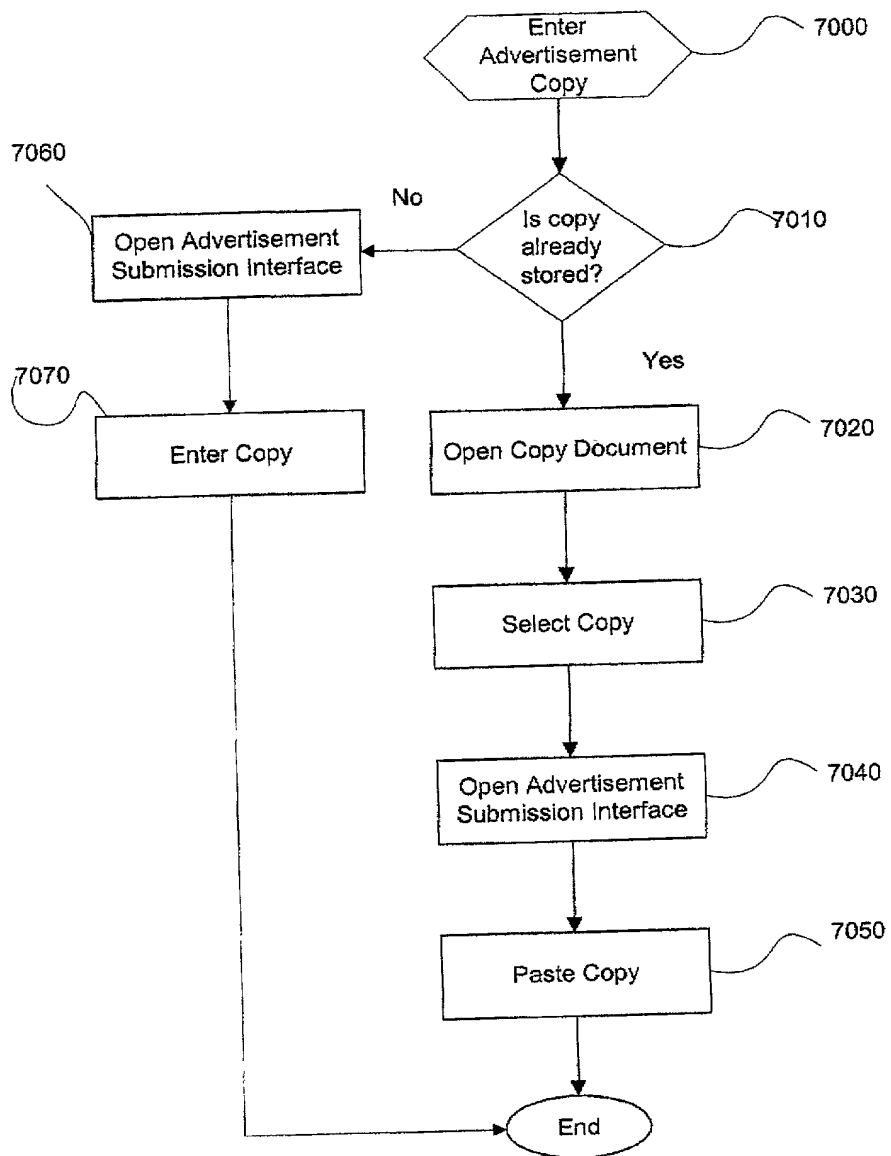 Enter
Advertisement
Copy
7000
7060
No
Is copy
already
stored?
7010
Open Advertisement
Submission Interface
Yes
7070
Enter Copy
Open Copy Document
7020
Select Copy
7030
Open Advertisement
Submission Interface
7040
Paste Copy
7050
End